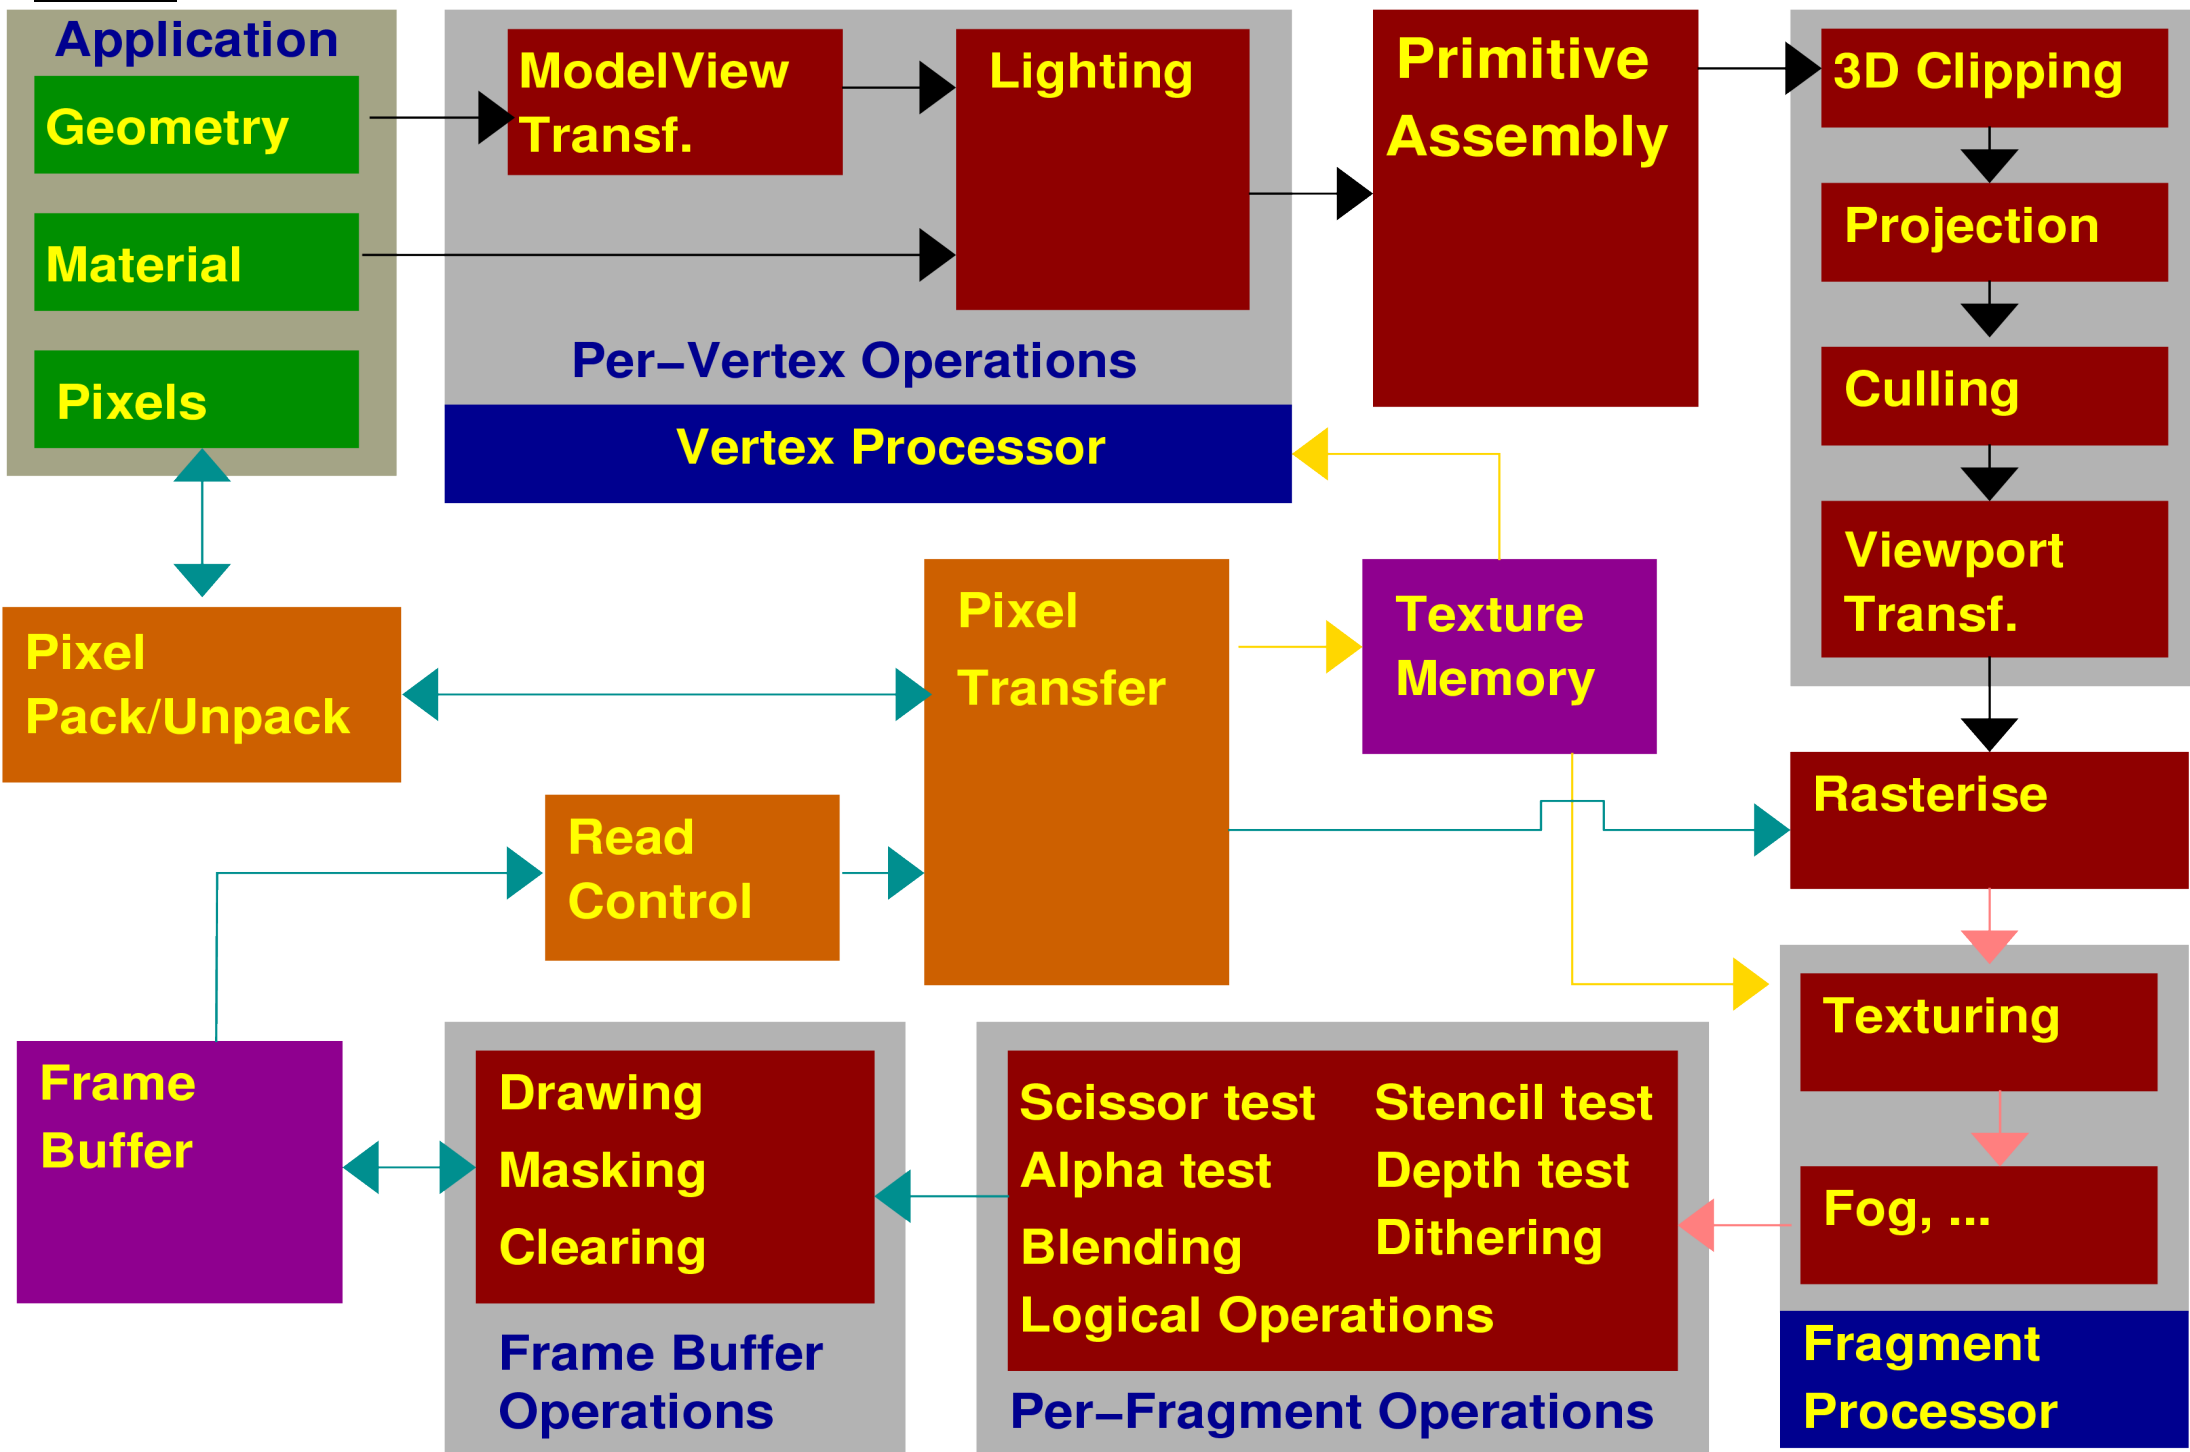 Application
Geometry
Material
Pixels
ModelView
Transf.
Lighting
Per–Vertex Operations
Vertex Processor
Primitive
Assembly
3D Clipping
Projection
Culling
Viewport
Transf.
Pixel
Pack/Unpack
Read
Control
Pixel
Transfer
Texture
Memory
Rasterise
Texturing
Fog, ...
Fragment
Processor
Scissor test
Stencil test
Alpha test
Depth test
Blending
Dithering
Logical Operations
Per–Fragment Operations
Drawing
Masking
Clearing
Frame Buffer
Operations
Frame
Buffer